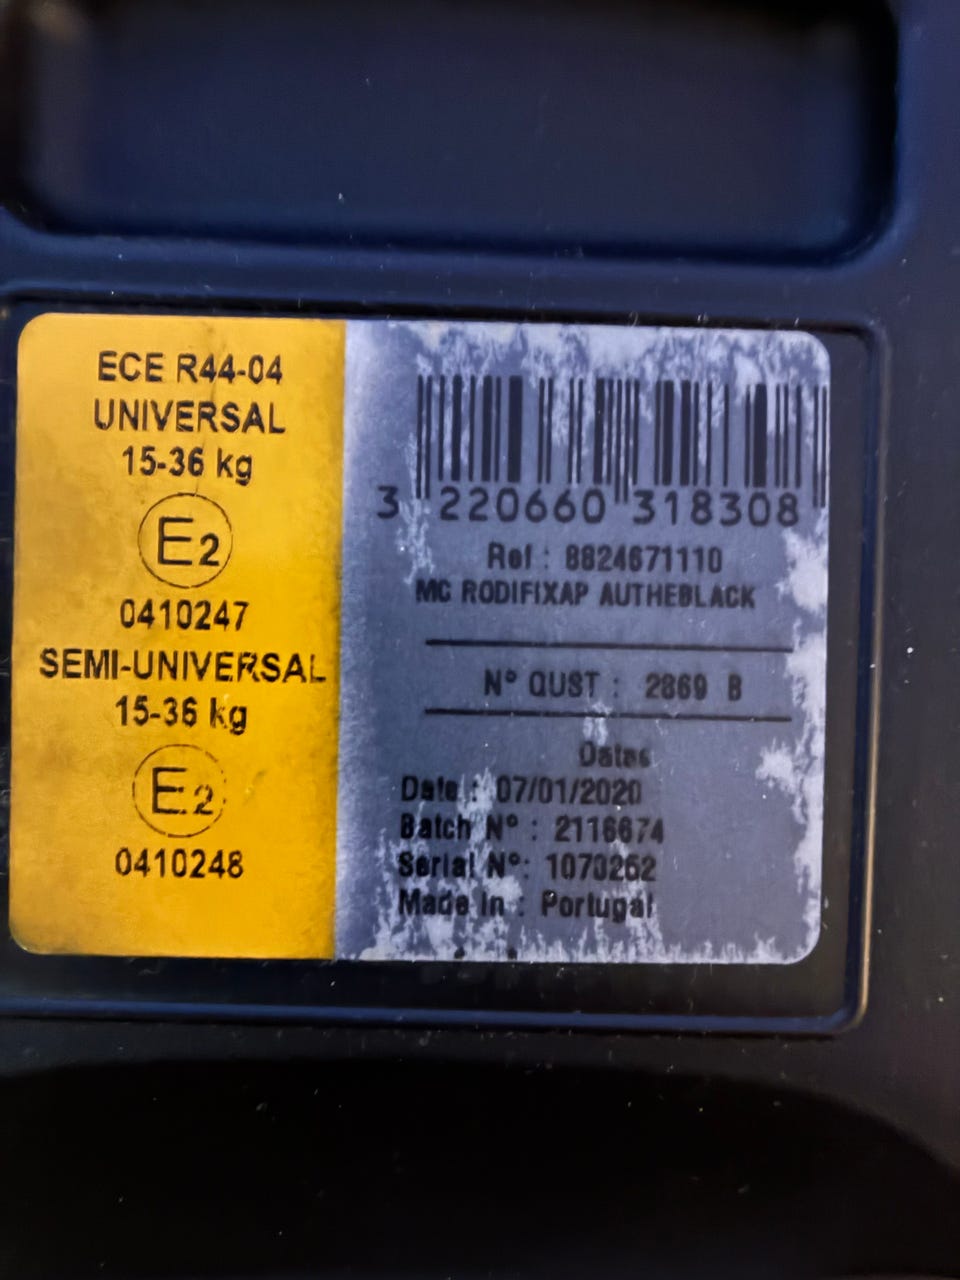 ECE R44-04
UNIVERSAL
15-36 kg
E2
0410247
SEMI-UNIVERSAL
15-36 kg
E2
0410248
3 220660 318308
Ref : 8824671110
MC RODIFIXAP AUTHEBLACK
N° QUST : 2869 B
Datas
Date : 07/01/2020
Batch N° : 2116674
Serial N°: 1070252
Made in : Portugal